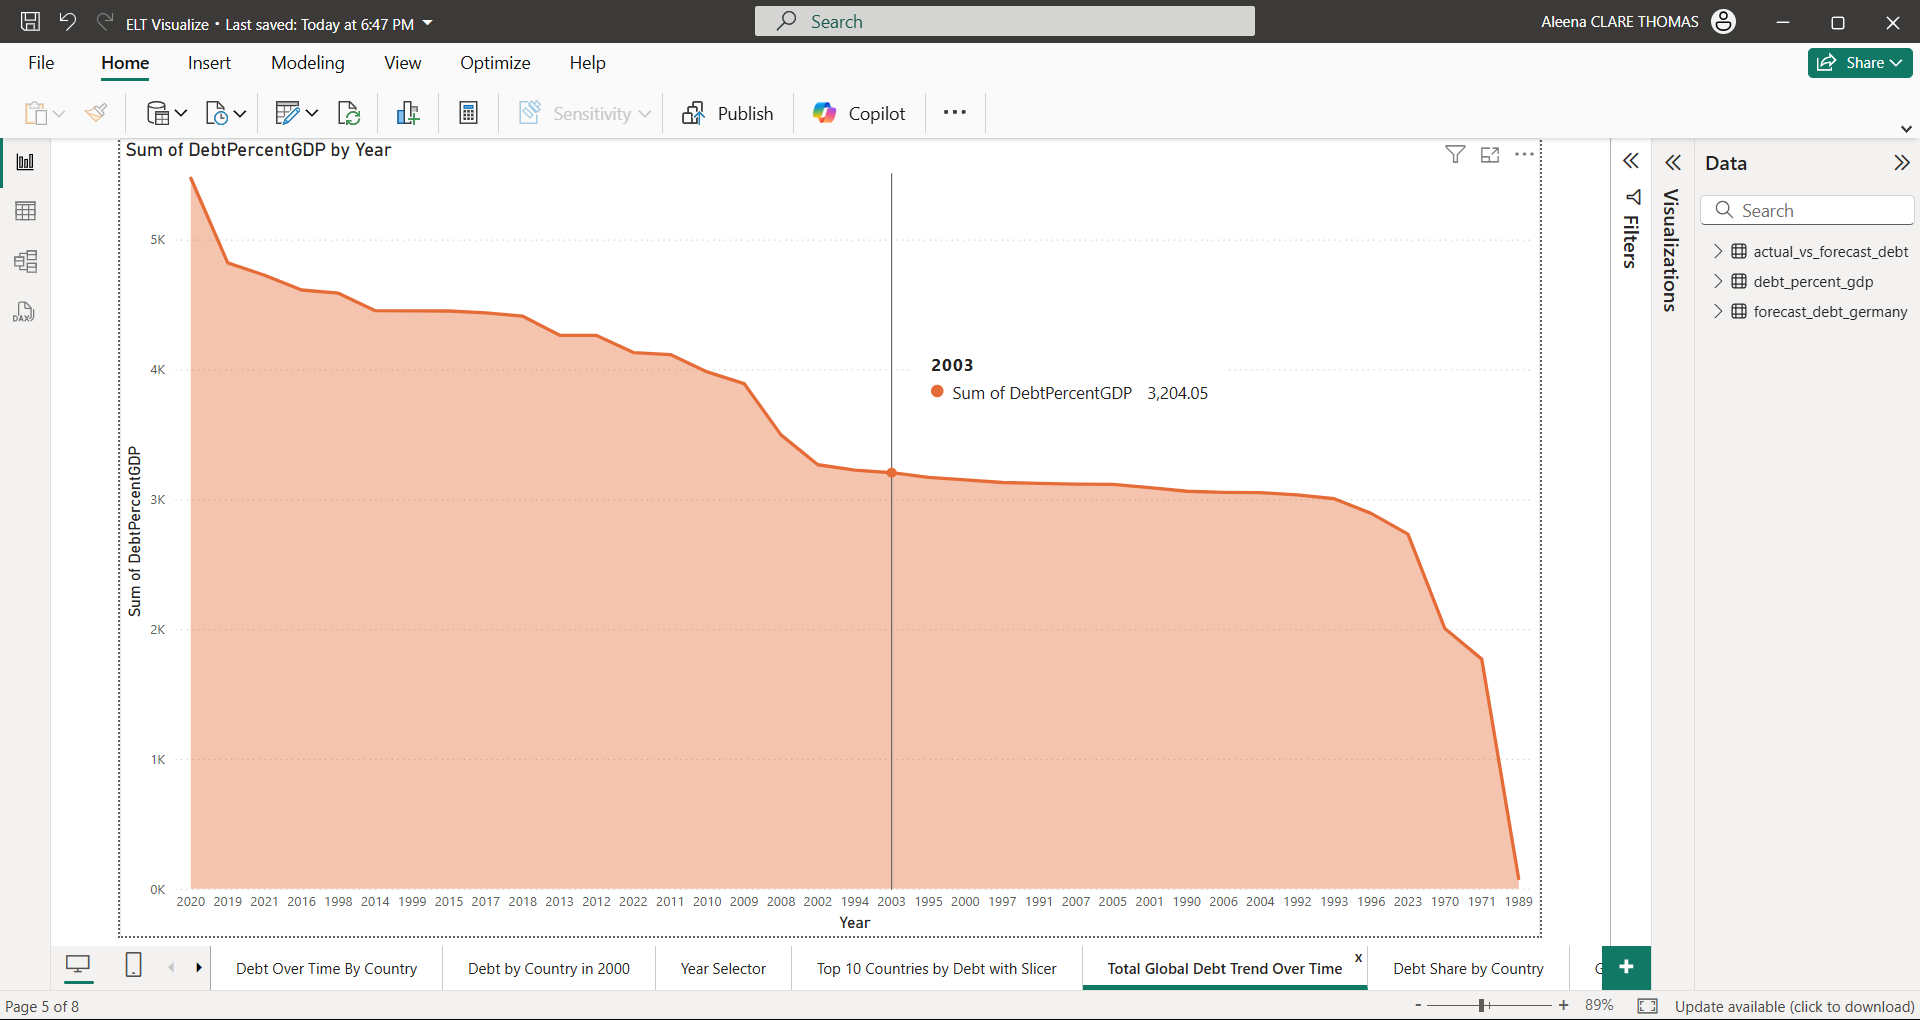 ELT Visualize • Last saved: Today at 6:47 PM
Search
Aleena CLARE THOMAS
File Home Insert Modeling View Optimize Help
Share
Sensitivity
Publish
Copilot
Sum of DebtPercentGDP by Year
5K
4K
3K
2K
1K
0K
Sum of DebtPercentGDP
2003
Sum of DebtPercentGDP 3,204.05
2020 2019 2021 2016 1998 2014 1999 2015 2017 2018 2013 2012 2022 2011 2010 2009 2008 2002 1994 2003 1995 2000 1997 1991 2007 2005 2001 1990 2006 2004 1992 1993 1996 2023 1970 1971 1989
Year
Filters
Visualizations
Data
Search
actual_vs_forecast_debt
debt_percent_gdp
forecast_debt_germany
DAX
Debt Over Time By Country
Debt by Country in 2000
Year Selector
Top 10 Countries by Debt with Slicer
Total Global Debt Trend Over Time
x
Debt Share by Country
+
Page 5 of 8
- + 89%
Update available (click to download)